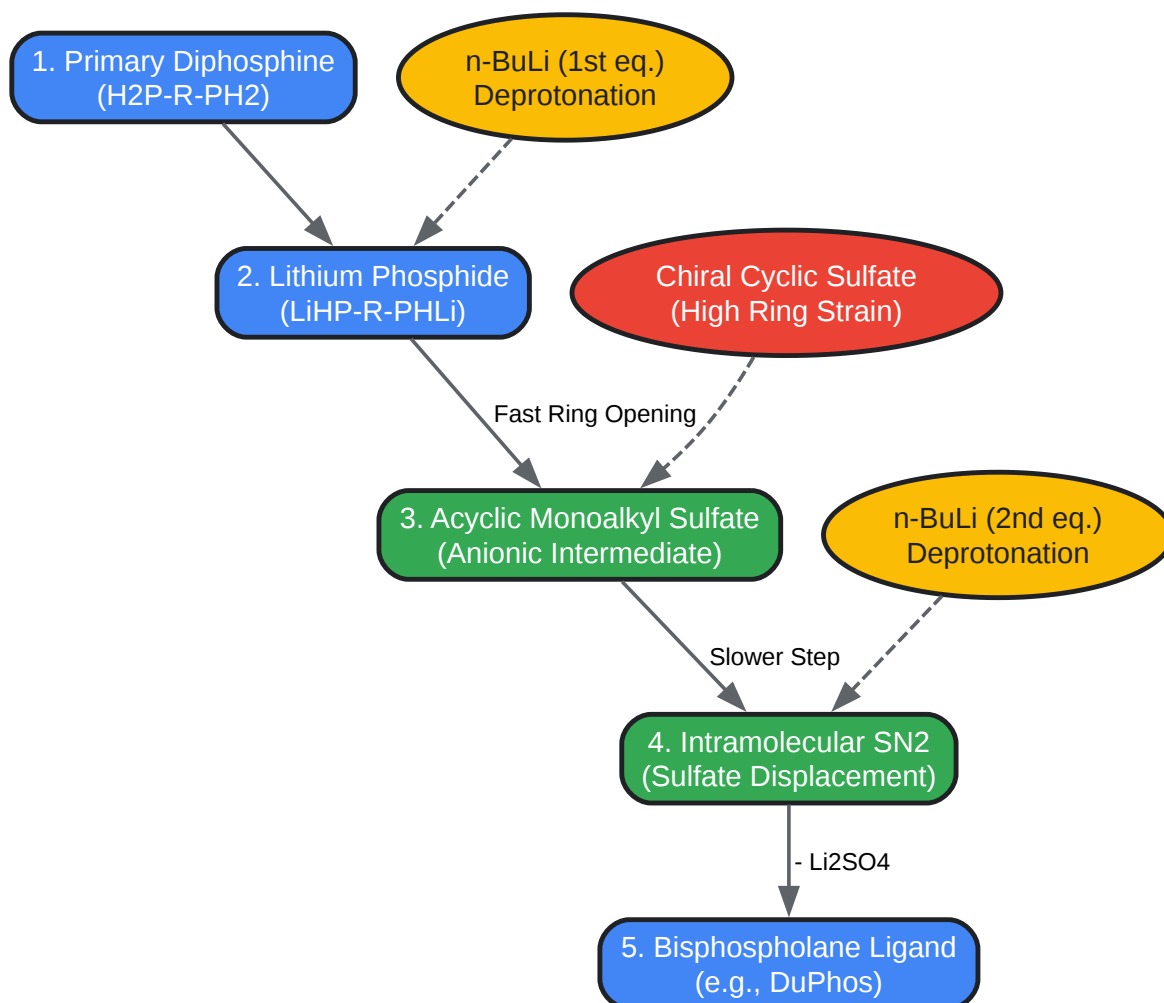 1. Primary Diphosphine
(H2P-R-PH2)
n-BuLi (1st eq.)
Deprotonation
2. Lithium Phosphide
(LiHP-R-PHLi)
Chiral Cyclic Sulfate
(High Ring Strain)
Fast Ring Opening
3. Acyclic Monoalkyl Sulfate
(Anionic Intermediate)
n-BuLi (2nd eq.)
Deprotonation
Slower Step
4. Intramolecular SN2
(Sulfate Displacement)
- Li2SO4
5. Bisphospholane Ligand
(e.g., DuPhos)